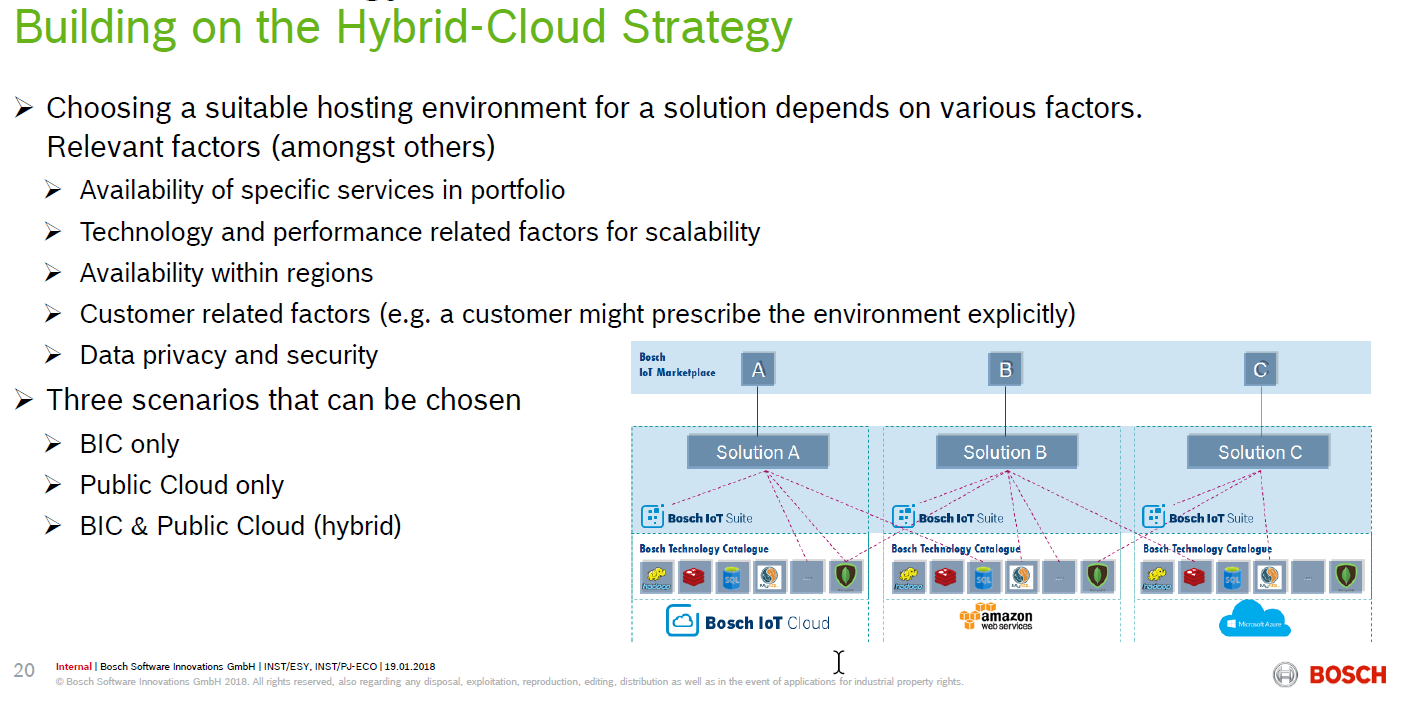 Building on the Hybrid-Cloud Strategy
Choosing a suitable hosting environment for a solution depends on various factors.
Relevant factors (amongst others)
Availability of specific services in portfolio
Technology and performance related factors for scalability
Availability within regions
Customer related factors (e.g. a customer might prescribe the environment explicitly)
Data privacy and security
Three scenarios that can be chosen
BIC only
Public Cloud only
BIC & Public Cloud (hybrid)
Bosch
IoT Marketplace
A
B
C
Solution A
Solution B
Solution C
Bosch IoT Suite
Bosch IoT Suite
Bosch IoT Suite
Bosch Technology Catalogue
Bosch Technology Catalogue
Bosch Technology Catalogue
hadoop
SQL
MySQL
...
hadoop
SQL
MySQL
...
hadoop
SQL
MySQL
...
Bosch IoT Cloud
amazon
web services
Microsoft Azure
20
Internal | Bosch Software Innovations GmbH | INST/ESY, INST/PJ-ECO | 19.01.2018
© Bosch Software Innovations GmbH 2018. All rights reserved, also regarding any disposal, exploitation, reproduction, editing, distribution as well as in the event of applications for industrial property rights.
BOSCH